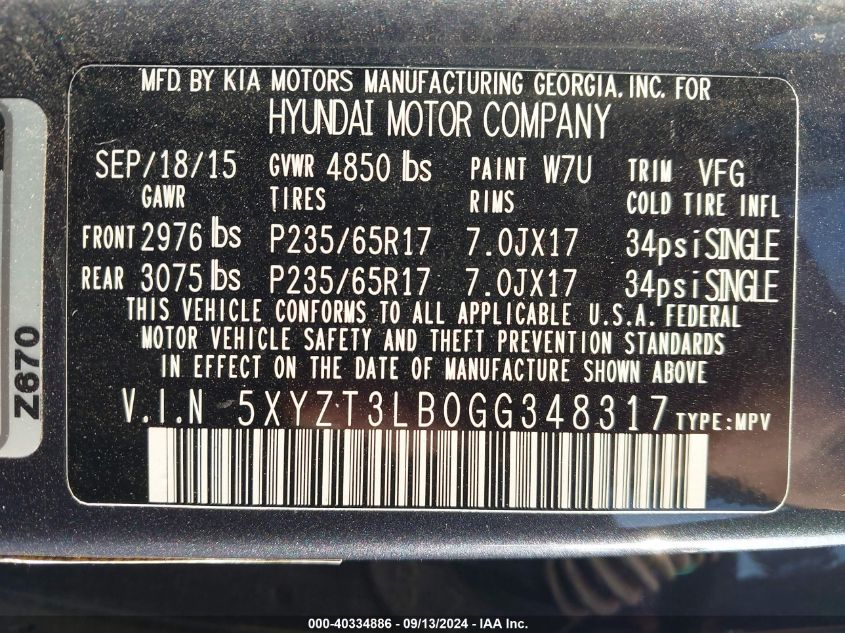 MFD. BY KIA MOTORS MANUFACTURING GEORGIA, INC. FOR
HYUNDAI MOTOR COMPANY
SEP/18/15 GVWR 4850 lbs PAINT W7U TRIM VFG
GAWR TIRES RIMS COLD TIRE INFL
FRONT 2976 lbs P235/65R17 7.0JX17 34psi SINGLE
REAR 3075 lbs P235/65R17 7.0JX17 34psi SINGLE
THIS VEHICLE CONFORMS TO ALL APPLICABLE U.S.A. FEDERAL
MOTOR VEHICLE SAFETY AND THEFT PREVENTION STANDARDS
IN EFFECT ON THE DATE OF MANUFACTURE SHOWN ABOVE
V.I.N 5XYZT3LB0GG348317 TYPE:MPV
Z670
000-40334886 - 09/13/2024 - IAA Inc.